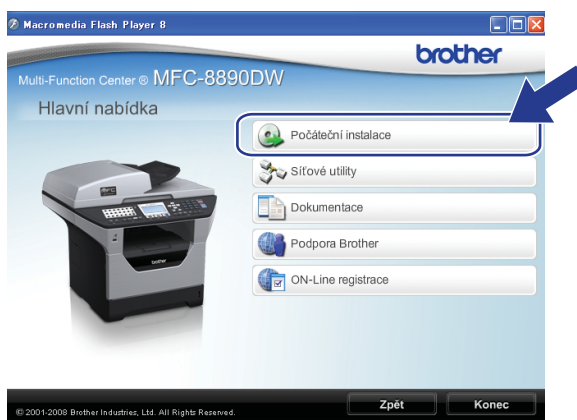 Macromedia Flash Player 8
brother
Multi-Function Center ® MFC-8890DW
Hlavní nabídka
Počáteční instalace
Síťové utility
Dokumentace
Podpora Brother
ON-Line registrace
© 2001-2008 Brother Industries, Ltd. All Rights Reserved.
Zpět
Konec